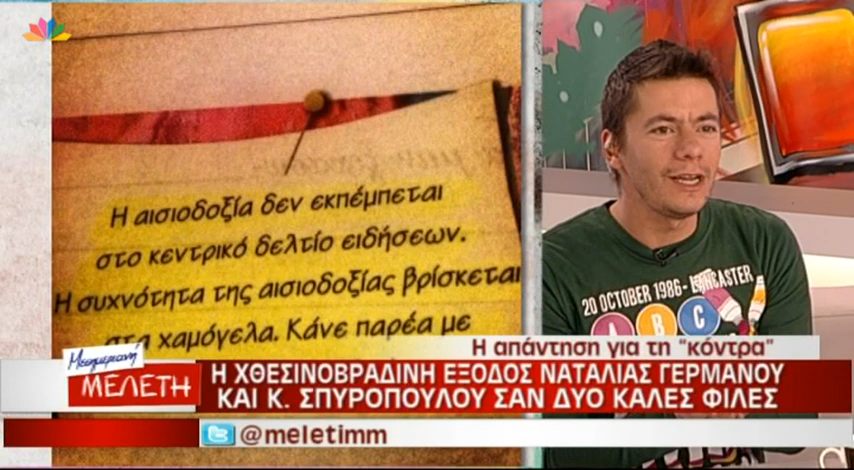 Η αισιοδοξία δεν εκπέμπεται
στο κεντρικό δελτίο ειδήσεων.
Η συχνότητα της αισιοδοξίας βρίσκεται
στα χαμόγελα. Κάνε παρέα με
20 OCTOBER 1986 - LANCASTER
A B C
Η απάντηση για τη "κόντρα"
Μεσημεριανή
ΜΕΛΕΤΗ
Η ΧΘΕΣΙΝΟΒΡΑΔΙΝΗ ΕΞΟΔΟΣ ΝΑΤΑΛΙΑΣ ΓΕΡΜΑΝΟΥ
ΚΑΙ Κ. ΣΠΥΡΟΠΟΥΛΟΥ ΣΑΝ ΔΥΟ ΚΑΛΕΣ ΦΙΛΕΣ
@meletimm